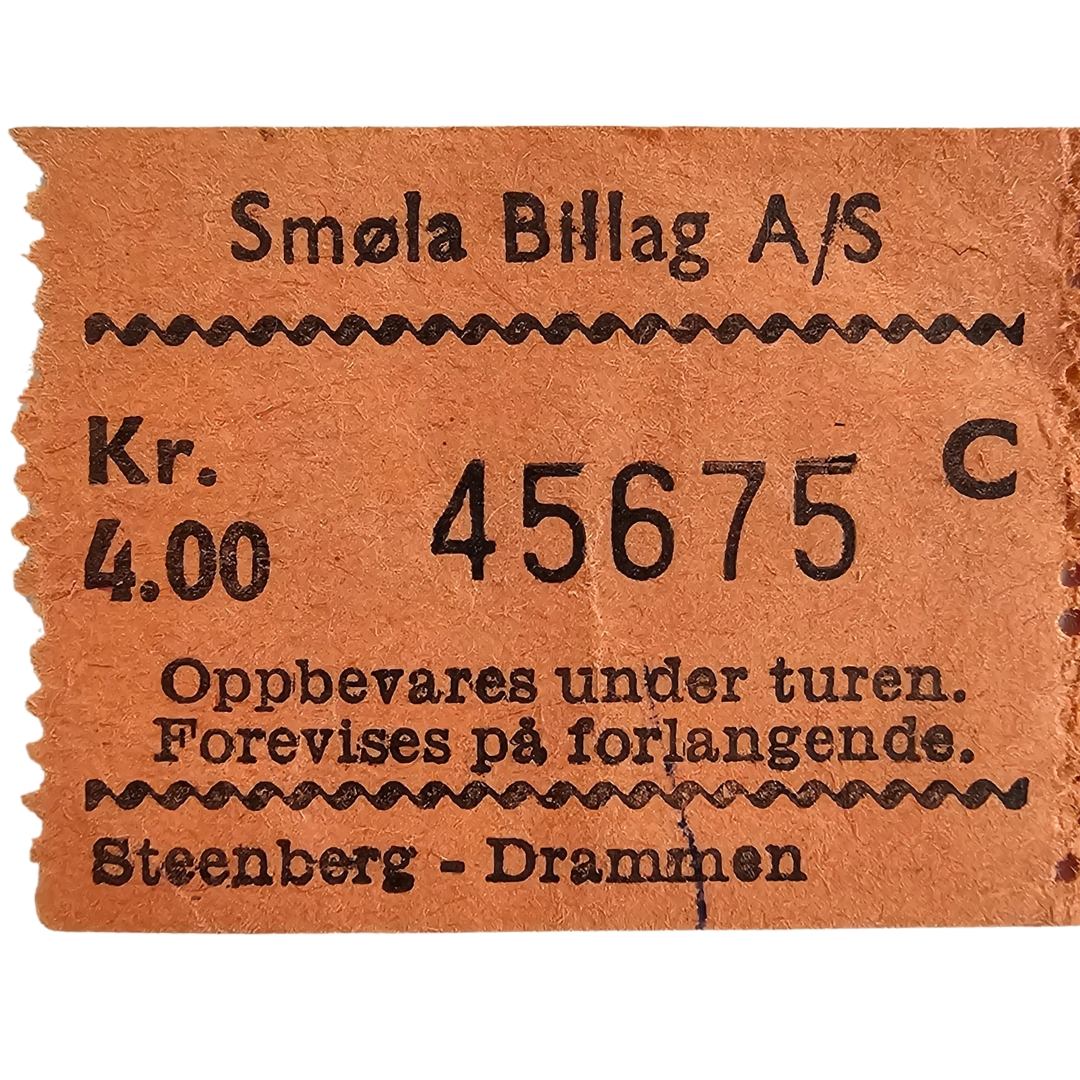 Smøla Billag A/S
Kr. 4.00 45675 C
Oppbevares under turen.
Forevises på forlangende.
Steenberg - Drammen